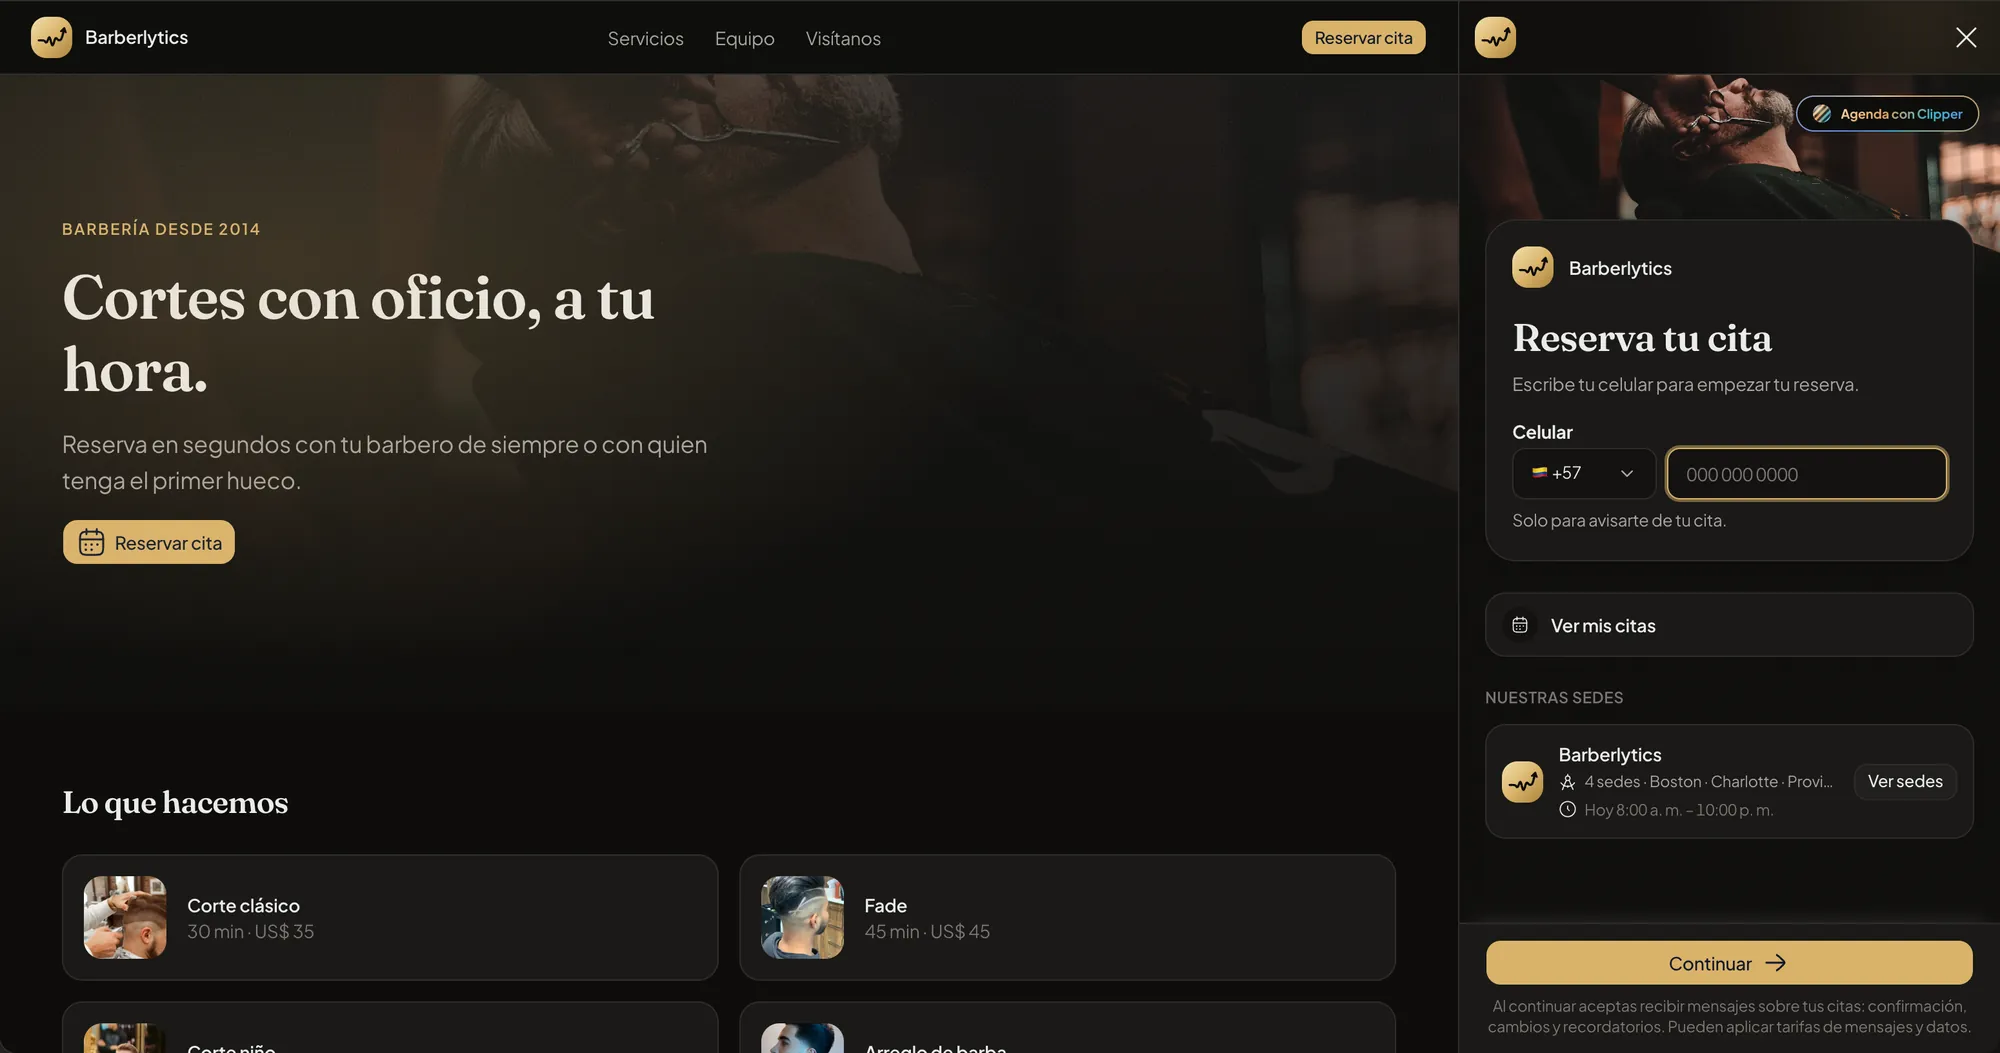 Barberlytics
Servicios
Equipo
Visítanos
Reservar cita
BARBERÍA DESDE 2014
Cortes con oficio, a tu
hora.
Reserva en segundos con tu barbero de siempre o con quien
tenga el primer hueco.
Reservar cita
Lo que hacemos
Corte clásico
30 min · US$ 35
Fade
45 min · US$ 45
Corte niño
Arreglo de barba
Agenda con Clipper
Barberlytics
Reserva tu cita
Escribe tu celular para empezar tu reserva.
Celular
+57
000 000 0000
Solo para avisarte de tu cita.
Ver mis citas
NUESTRAS SEDES
Barberlytics
4 sedes · Boston · Charlotte · Provi...
Hoy 8:00 a. m. – 10:00 p. m.
Ver sedes
Continuar
Al continuar aceptas recibir mensajes sobre tus citas: confirmación,
cambios y recordatorios. Pueden aplicar tarifas de mensajes y datos.